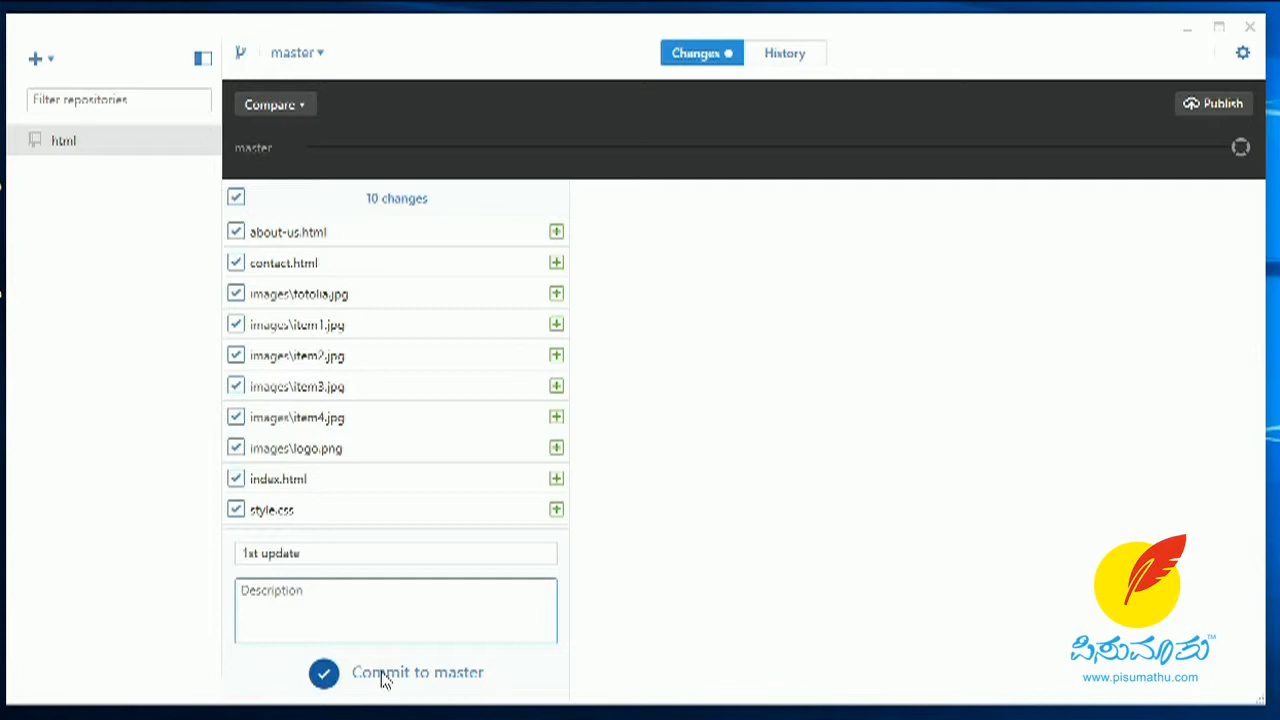 master
Changes
History
Filter repositories
html
Compare
Publish
master
10 changes
about-us.html
contact.html
images\fotolia.jpg
images\item1.jpg
images\item2.jpg
images\item3.jpg
images\item4.jpg
images\logo.png
index.html
style.css
1st update
Description
Commit to master
ಪಿಸುಮಾತು™
www.pisumathu.com